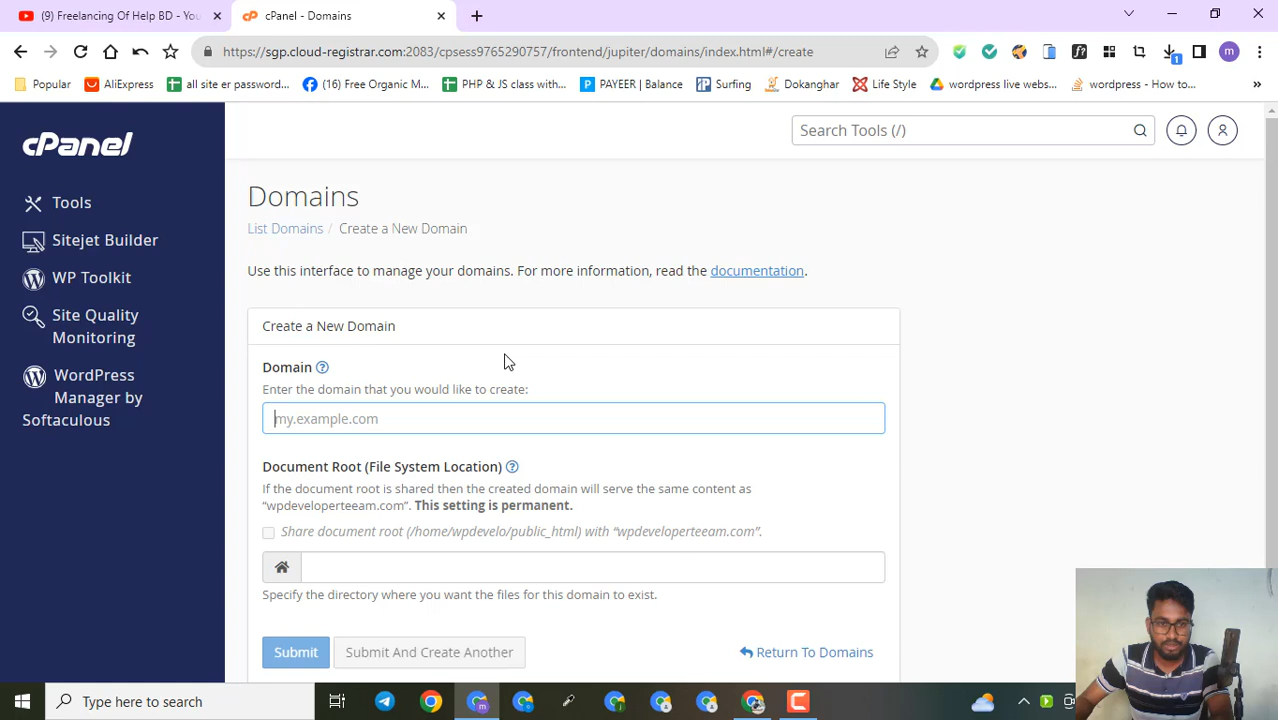 (9) Freelancing Of Help BD - You
cPanel - Domains
https://sgp.cloud-registrar.com:2083/cpsess9765290757/frontend/jupiter/domains/index.html#/create
Popular
AliExpress
all site er password...
(16) Free Organic M...
PHP & JS class with...
PAYEER | Balance
Surfing
Dokanghar
Life Style
wordpress live webs...
wordpress - How to...
cPanel
Search Tools (/)
Tools
Sitejet Builder
WP Toolkit
Site Quality
Monitoring
WordPress
Manager by
Softaculous
Domains
List Domains / Create a New Domain
Use this interface to manage your domains. For more information, read the documentation.
Create a New Domain
Domain
Enter the domain that you would like to create:
my.example.com
Document Root (File System Location)
If the document root is shared then the created domain will serve the same content as
“wpdeveloperteeam.com”. This setting is permanent.
Share document root (/home/wpdevelo/public_html) with “wpdeveloperteeam.com”.
Specify the directory where you want the files for this domain to exist.
Submit
Submit And Create Another
Return To Domains
Type here to search